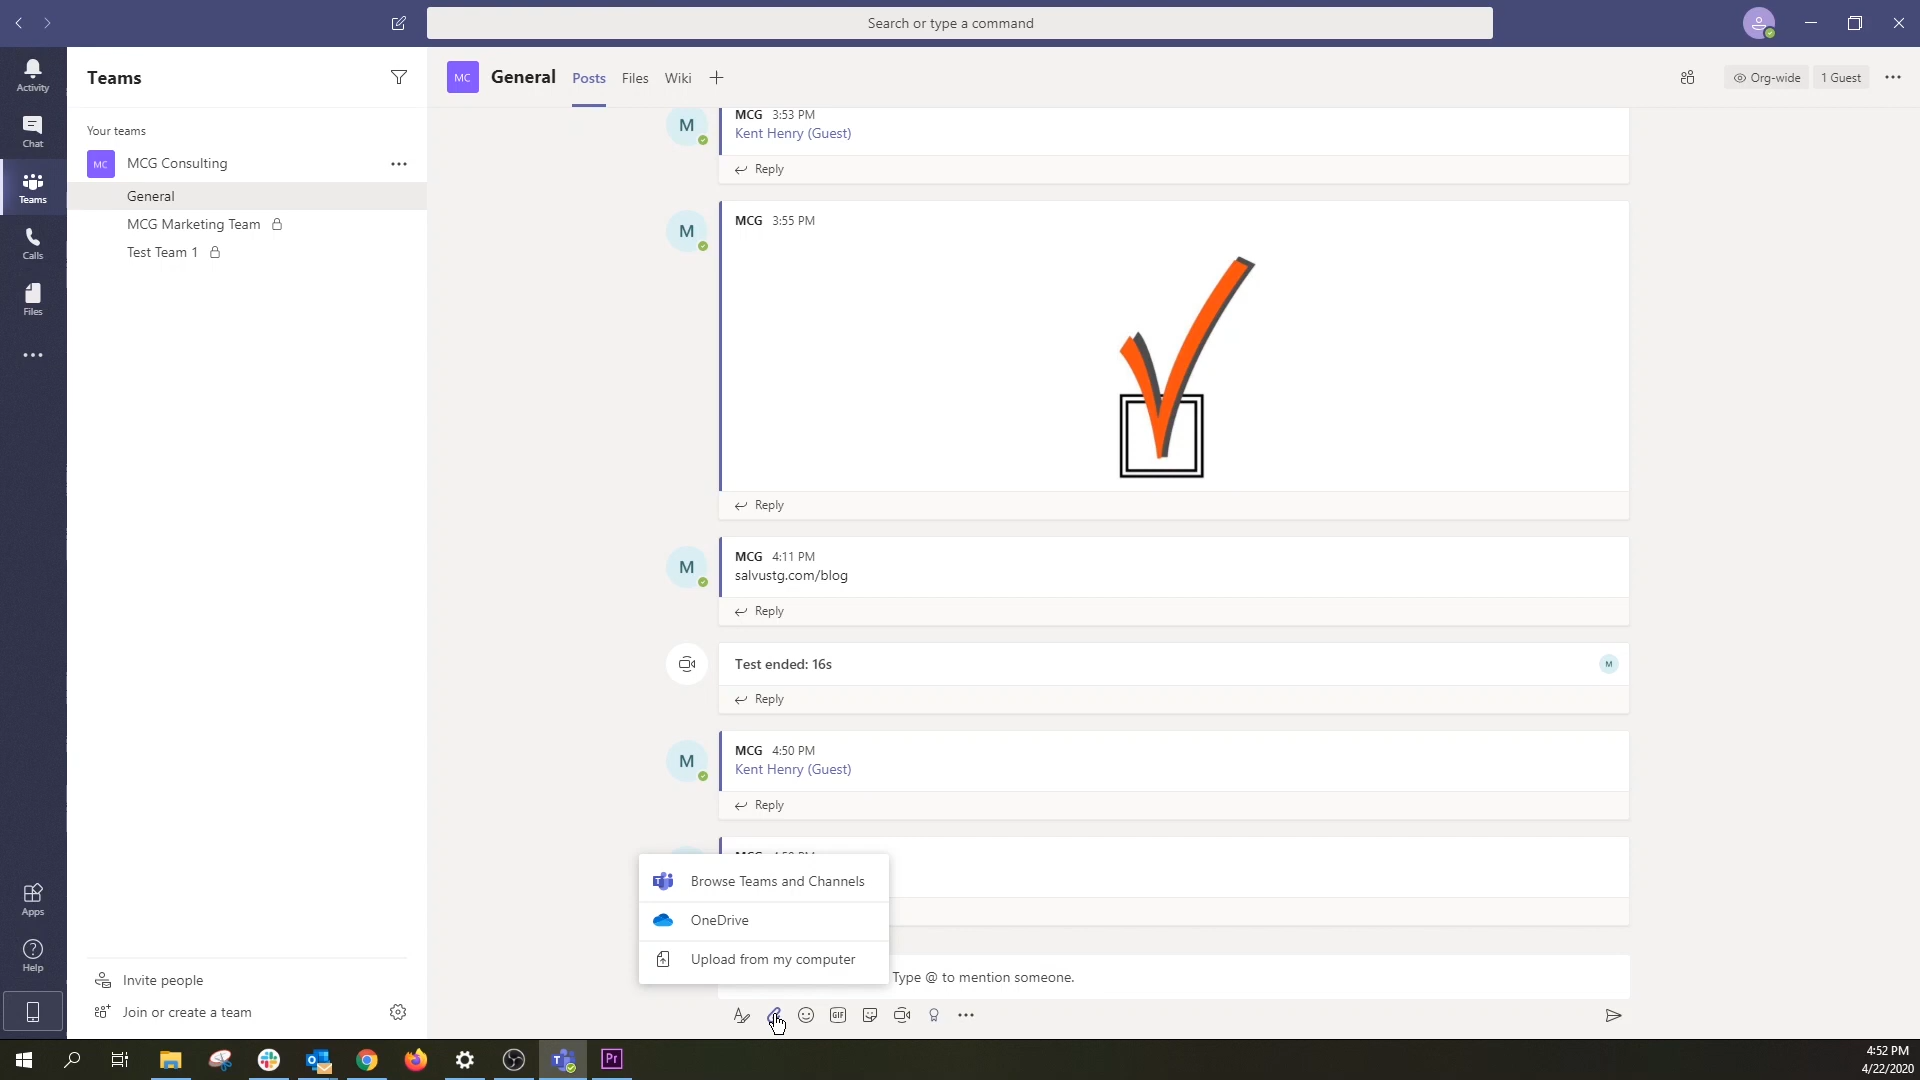 Search or type a command
Activity
Chat
Teams
Calls
Files
Apps
Help
Teams
Your teams
MC MCG Consulting
General
MCG Marketing Team
Test Team 1
Invite people
Join or create a team
MC General Posts Files Wiki
Org-wide 1 Guest
M MCG 3:53 PM
Kent Henry (Guest)
Reply
M MCG 3:55 PM
Reply
M MCG 4:11 PM
salvustg.com/blog
Reply
Test ended: 16s M
Reply
M MCG 4:50 PM
Kent Henry (Guest)
Reply
Browse Teams and Channels
OneDrive
Upload from my computer
Type @ to mention someone.
GIF
Pr
4:52 PM
4/22/2020